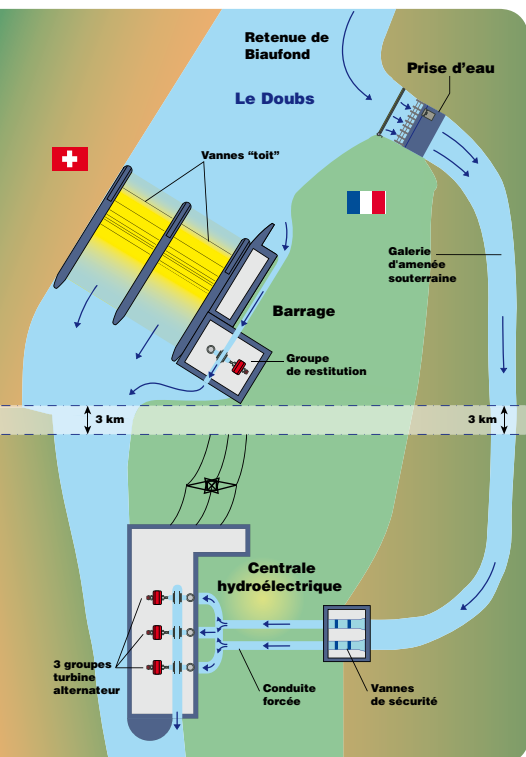 Retenue de
Biaufond
Prise d'eau
Le Doubs
Vannes “toit”
Galerie
d'amenée
souterraine
Barrage
Groupe
de restitution
3 km
3 km
Centrale
hydroélectrique
3 groupes
turbine
alternateur
Conduite
forcée
Vannes
de sécurité